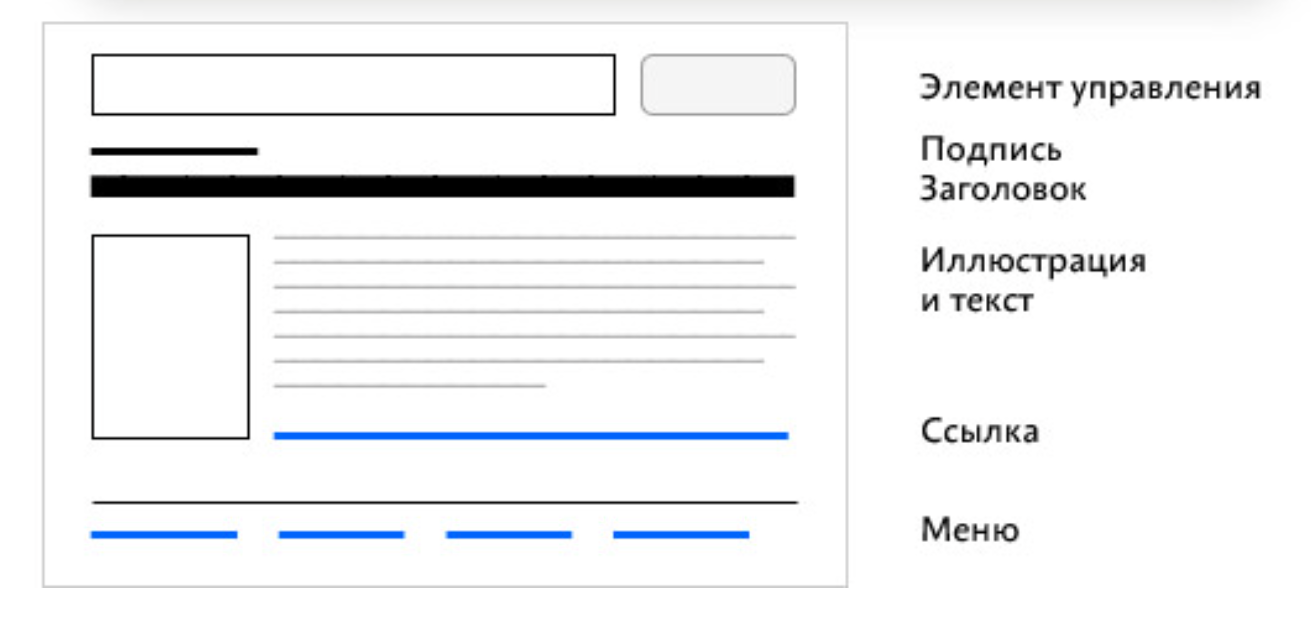 Элемент управления
Подпись
Заголовок
Иллюстрация
и текст
Ссылка
Меню